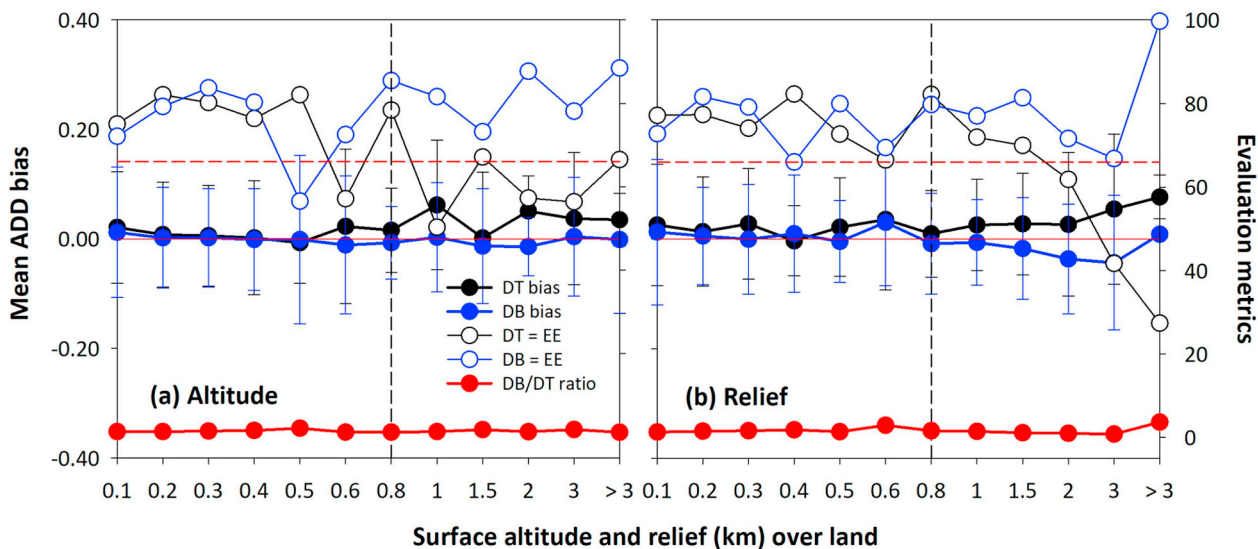 0.40
0.20
0.00
-0.20
-0.40
Mean ADD bias
(a) Altitude
DT bias
DB bias
DT = EE
DB = EE
DB/DT ratio
(b) Relief
100
80
60
40
20
0
Evaluation metrics
0.1 0.2 0.3 0.4 0.5 0.6 0.8 1 1.5 2 3 > 3
0.1 0.2 0.3 0.4 0.5 0.6 0.8 1 1.5 2 3 > 3
Surface altitude and relief (km) over land